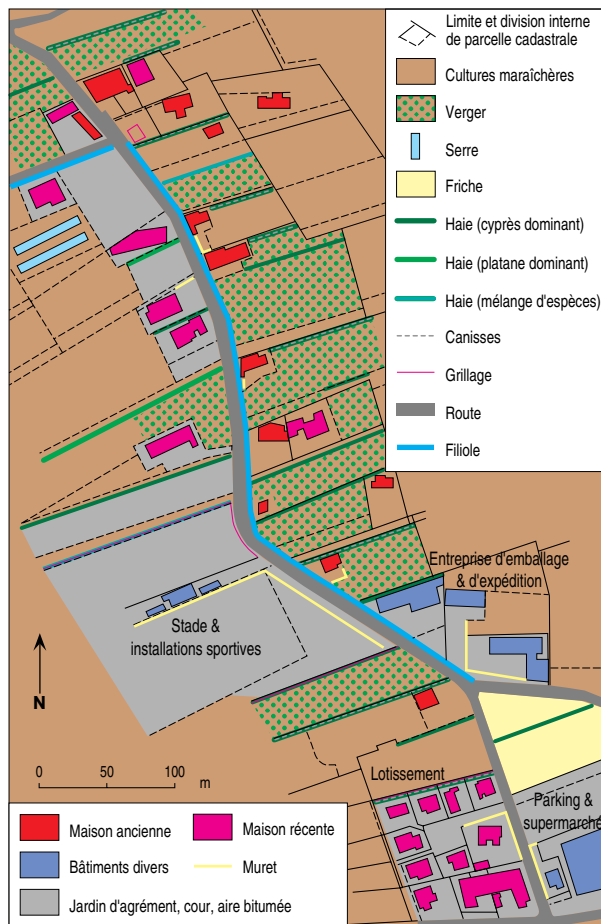 Limite et division interne
de parcelle cadastrale
Cultures maraîchères
Verger
Serre
Friche
Haie (cyprès dominant)
Haie (platane dominant)
Haie (mélange d'espèces)
Canisses
Grillage
Route
Filiole
Entreprise d'emballage
& d'expédition
Stade &
installations sportives
N
0 50 100
m
Lotissement
Parking &
supermarché
Maison ancienne
Maison récente
Bâtiments divers
Muret
Jardin d'agrément, cour, aire bitumée